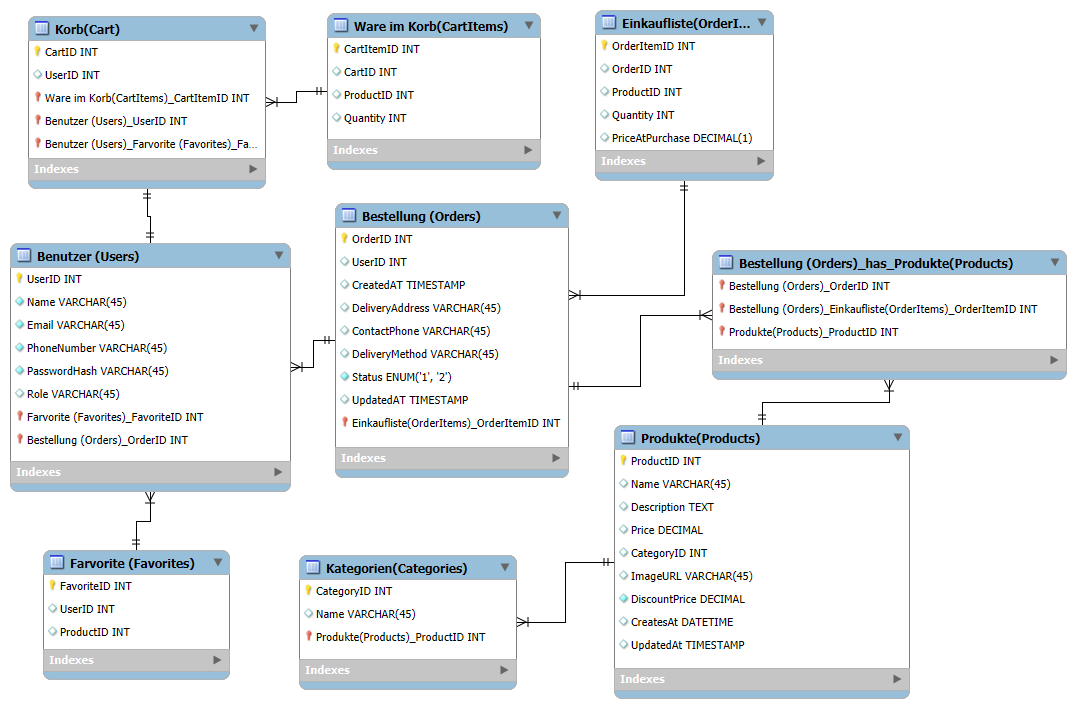 Korb(Cart)
CartID INT
UserID INT
Ware im Korb(CartItems)_CartItemID INT
Benutzer (Users)_UserID INT
Benutzer (Users)_Farvorite (Favorites)_Fa...
Indexes
Ware im Korb(CartItems)
CartItemID INT
CartID INT
ProductID INT
Quantity INT
Indexes
Einkaufliste(OrderI...
OrderItemID INT
OrderID INT
ProductID INT
Quantity INT
PriceAtPurchase DECIMAL(1)
Indexes
Benutzer (Users)
UserID INT
Name VARCHAR(45)
Email VARCHAR(45)
PhoneNumber VARCHAR(45)
PasswordHash VARCHAR(45)
Role VARCHAR(45)
Farvorite (Favorites)_FavoriteID INT
Bestellung (Orders)_OrderID INT
Indexes
Bestellung (Orders)
OrderID INT
UserID INT
CreatedAT TIMESTAMP
DeliveryAddress VARCHAR(45)
ContactPhone VARCHAR(45)
DeliveryMethod VARCHAR(45)
Status ENUM('1', '2')
UpdatedAT TIMESTAMP
Einkaufliste(OrderItems)_OrderItemID INT
Indexes
Bestellung (Orders)_has_Produkte(Products)
Bestellung (Orders)_OrderID INT
Bestellung (Orders)_Einkaufliste(OrderItems)_OrderItemID INT
Produkte(Products)_ProductID INT
Indexes
Farvorite (Favorites)
FavoriteID INT
UserID INT
ProductID INT
Indexes
Kategorien(Categories)
CategoryID INT
Name VARCHAR(45)
Produkte(Products)_ProductID INT
Indexes
Produkte(Products)
ProductID INT
Name VARCHAR(45)
Description TEXT
Price DECIMAL
CategoryID INT
ImageURL VARCHAR(45)
DiscountPrice DECIMAL
CreatesAt DATETIME
UpdatedAt TIMESTAMP
Indexes